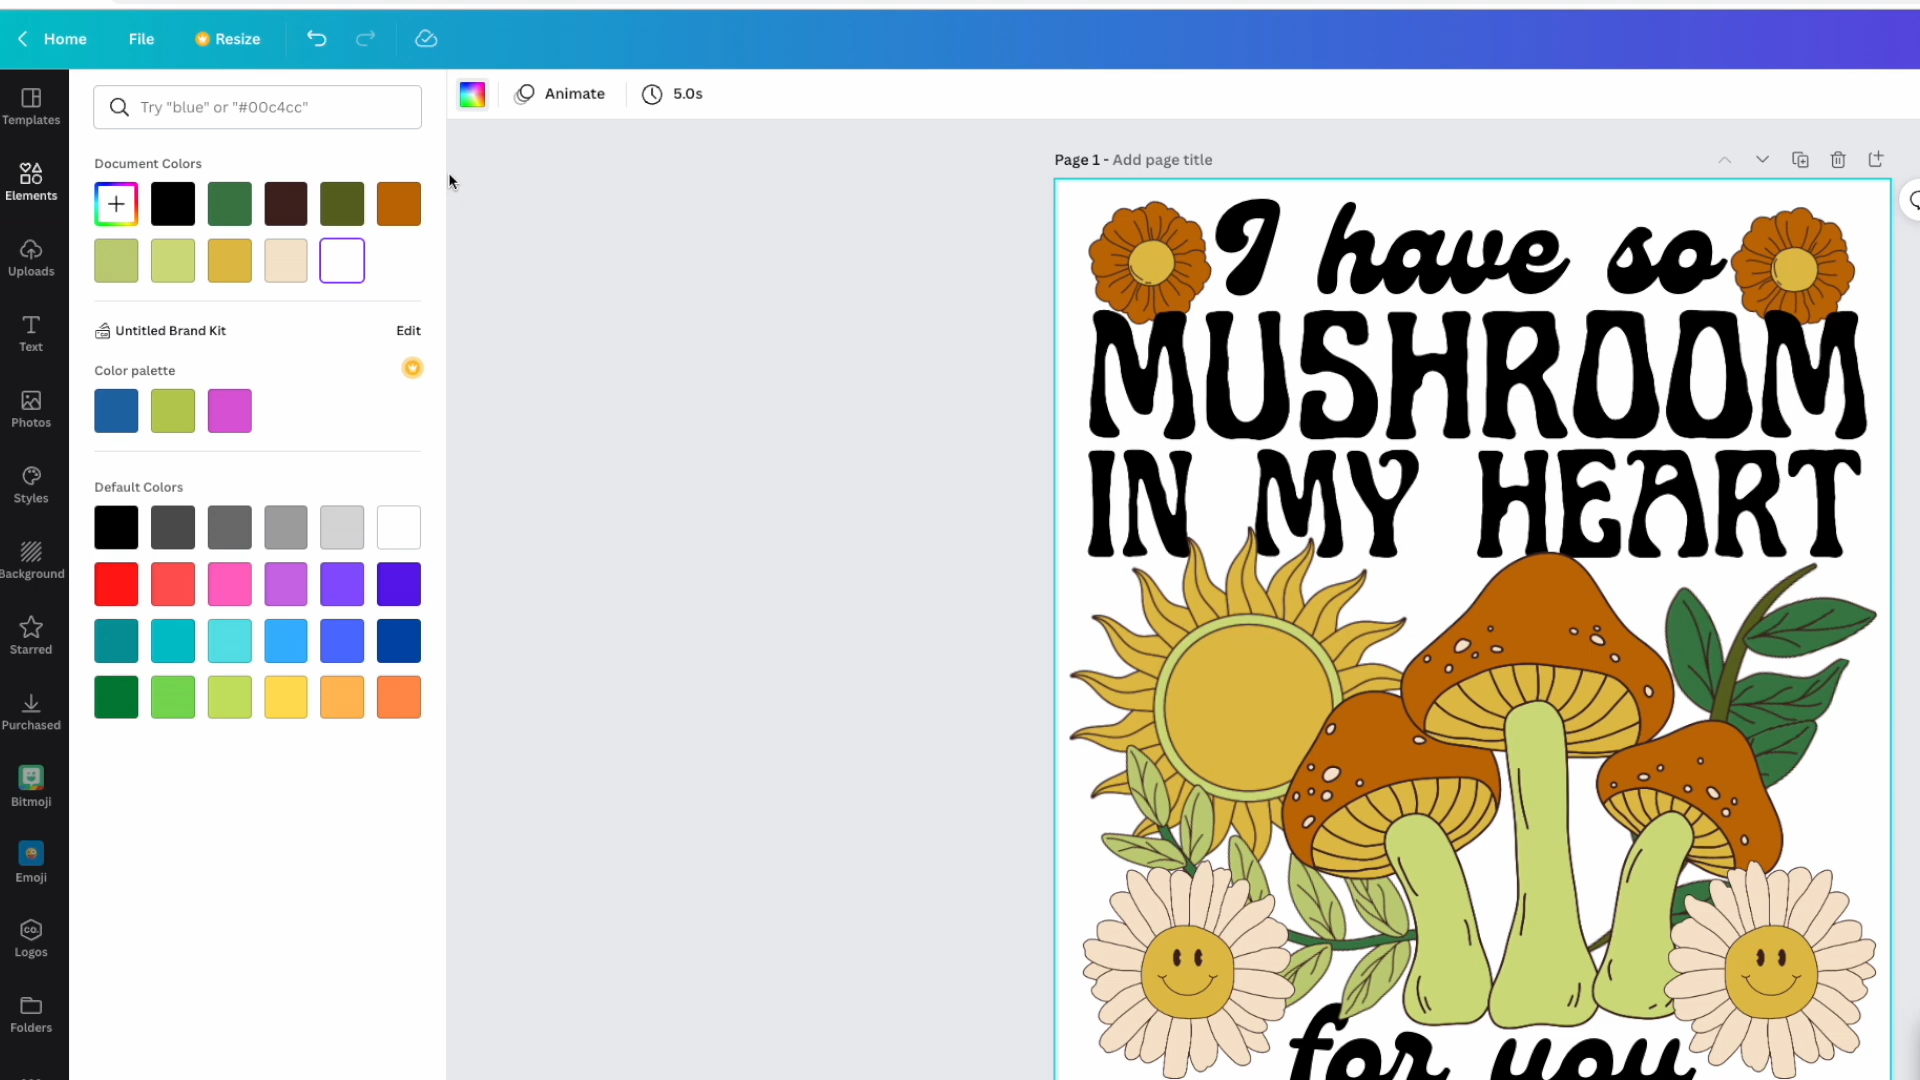 Home File Resize
Templates
Elements
Uploads
Text
Photos
Styles
Background
Starred
Purchased
Bitmoji
Emoji
CO.
Logos
Folders
Try "blue" or "#00c4cc"
Document Colors
Untitled Brand Kit Edit
Color palette
Default Colors
Animate 5.0s
Page 1 - Add page title
I have so
MUSHROOM
IN MY HEART
for you